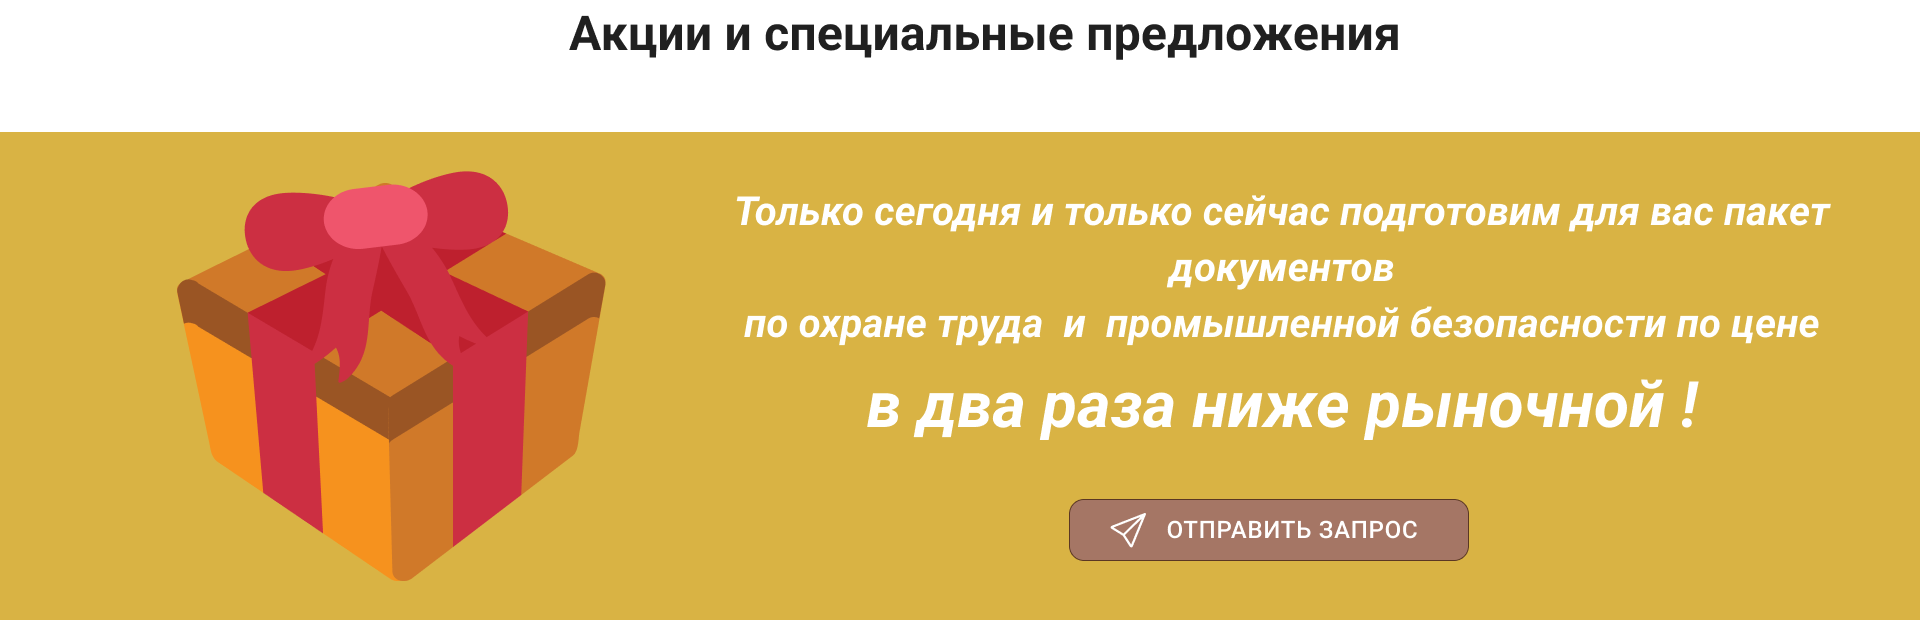 Акции и специальные предложения
Только сегодня и только сейчас подготовим для вас пакет
документов
по охране труда  и  промышленной безопасности по цене
в два раза ниже рыночной !
ОТПРАВИТЬ ЗАПРОС